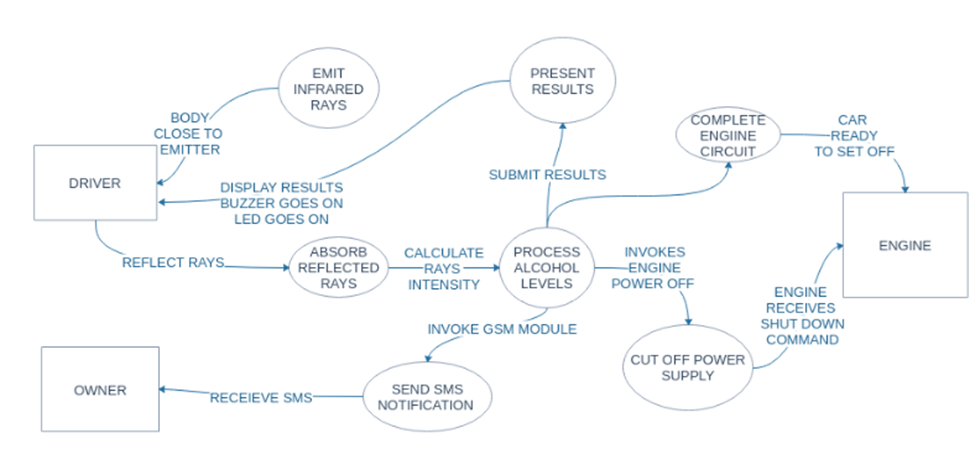 EMIT
INFRARED
RAYS
PRESENT
RESULTS
COMPLETE
ENGIINE
CIRCUIT
CAR
READY
TO SET OFF
BODY
CLOSE TO
EMITTER
DRIVER
DISPLAY RESULTS
BUZZER GOES ON
LED GOES ON
SUBMIT RESULTS
ENGINE
REFLECT RAYS
ABSORB
REFLECTED
RAYS
CALCULATE
RAYS
INTENSITY
PROCESS
ALCOHOL
LEVELS
INVOKES
ENGINE
POWER OFF
ENGINE
RECEIVES
SHUT DOWN
COMMAND
INVOKE GSM MODULE
CUT OFF POWER
SUPPLY
OWNER
RECEIEVE SMS
SEND SMS
NOTIFICATION